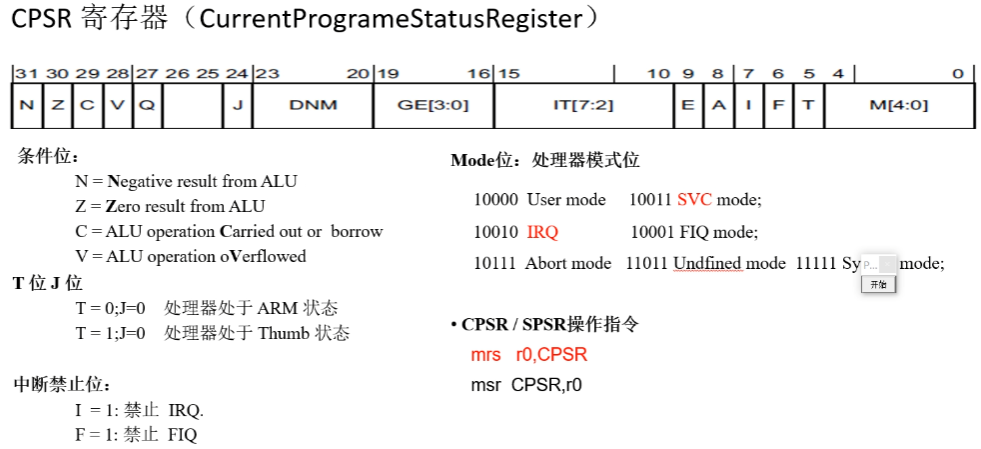 CPSR 寄存器（CurrentProgrameStatusRegister）
31 30 29 28 27 26 25 24 23 20 19 16 15 10 9 8 7 6 5 4 0
N Z C V Q J DNM GE[3:0] IT[7:2] E A I F T M[4:0]
条件位：
N = Negative result from ALU
Z = Zero result from ALU
C = ALU operation Carried out or borrow
V = ALU operation oVerflowed
T 位 J 位
T = 0;J=0 处理器处于 ARM 状态
T = 1;J=0 处理器处于 Thumb 状态
中断禁止位：
I = 1: 禁止 IRQ.
F = 1: 禁止 FIQ
Mode位：处理器模式位
10000 User mode 10011 SVC mode;
10010 IRQ 10001 FIQ mode;
10111 Abort mode 11011 Undfined mode 11111 Sy mode;
P...
开始
• CPSR / SPSR操作指令
mrs r0,CPSR
msr CPSR,r0